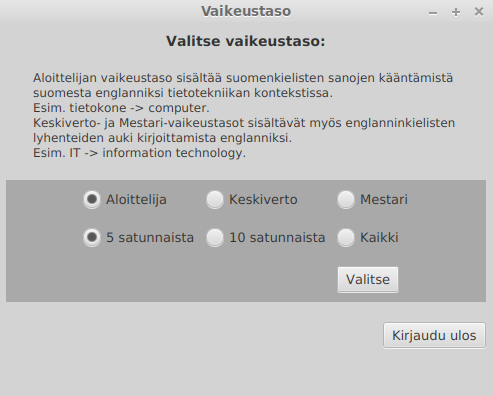 Vaikeustaso
Valitse vaikeustaso:
Aloittelijan vaikeustaso sisältää suomenkielisten sanojen kääntämistä
suomesta englanniksi tietotekniikan kontekstissa.
Esim. tietokone -> computer.
Keskiverto- ja Mestari-vaikeustasot sisältävät myös englanninkielisten
lyhenteiden auki kirjoittamista englanniksi.
Esim. IT -> information technology.
Aloittelija Keskiverto Mestari
5 satunnaista 10 satunnaista Kaikki
Valitse
Kirjaudu ulos